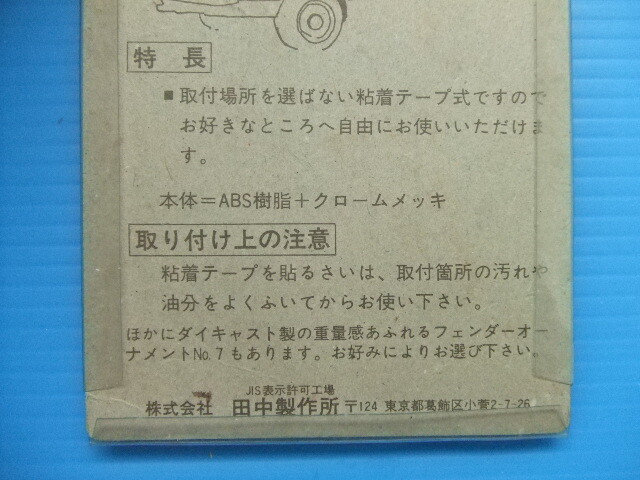 特長
■取付場所を選ばない粘着テープ式ですので
お好きなところへ自由にお使いいただけま
す。
本体＝ABS樹脂＋クロームメッキ
取り付け上の注意
粘着テープを貼るさいは、取付箇所の汚れや
油分をよくふいてからお使い下さい。
ほかにダイキャスト製の重量感あふれるフェンダーオー
ナメントNo.7もあります。お好みによりお選び下さい。
JIS表示許可工場
株式会社 田中製作所 〒124 東京都葛飾区小菅2-7-26